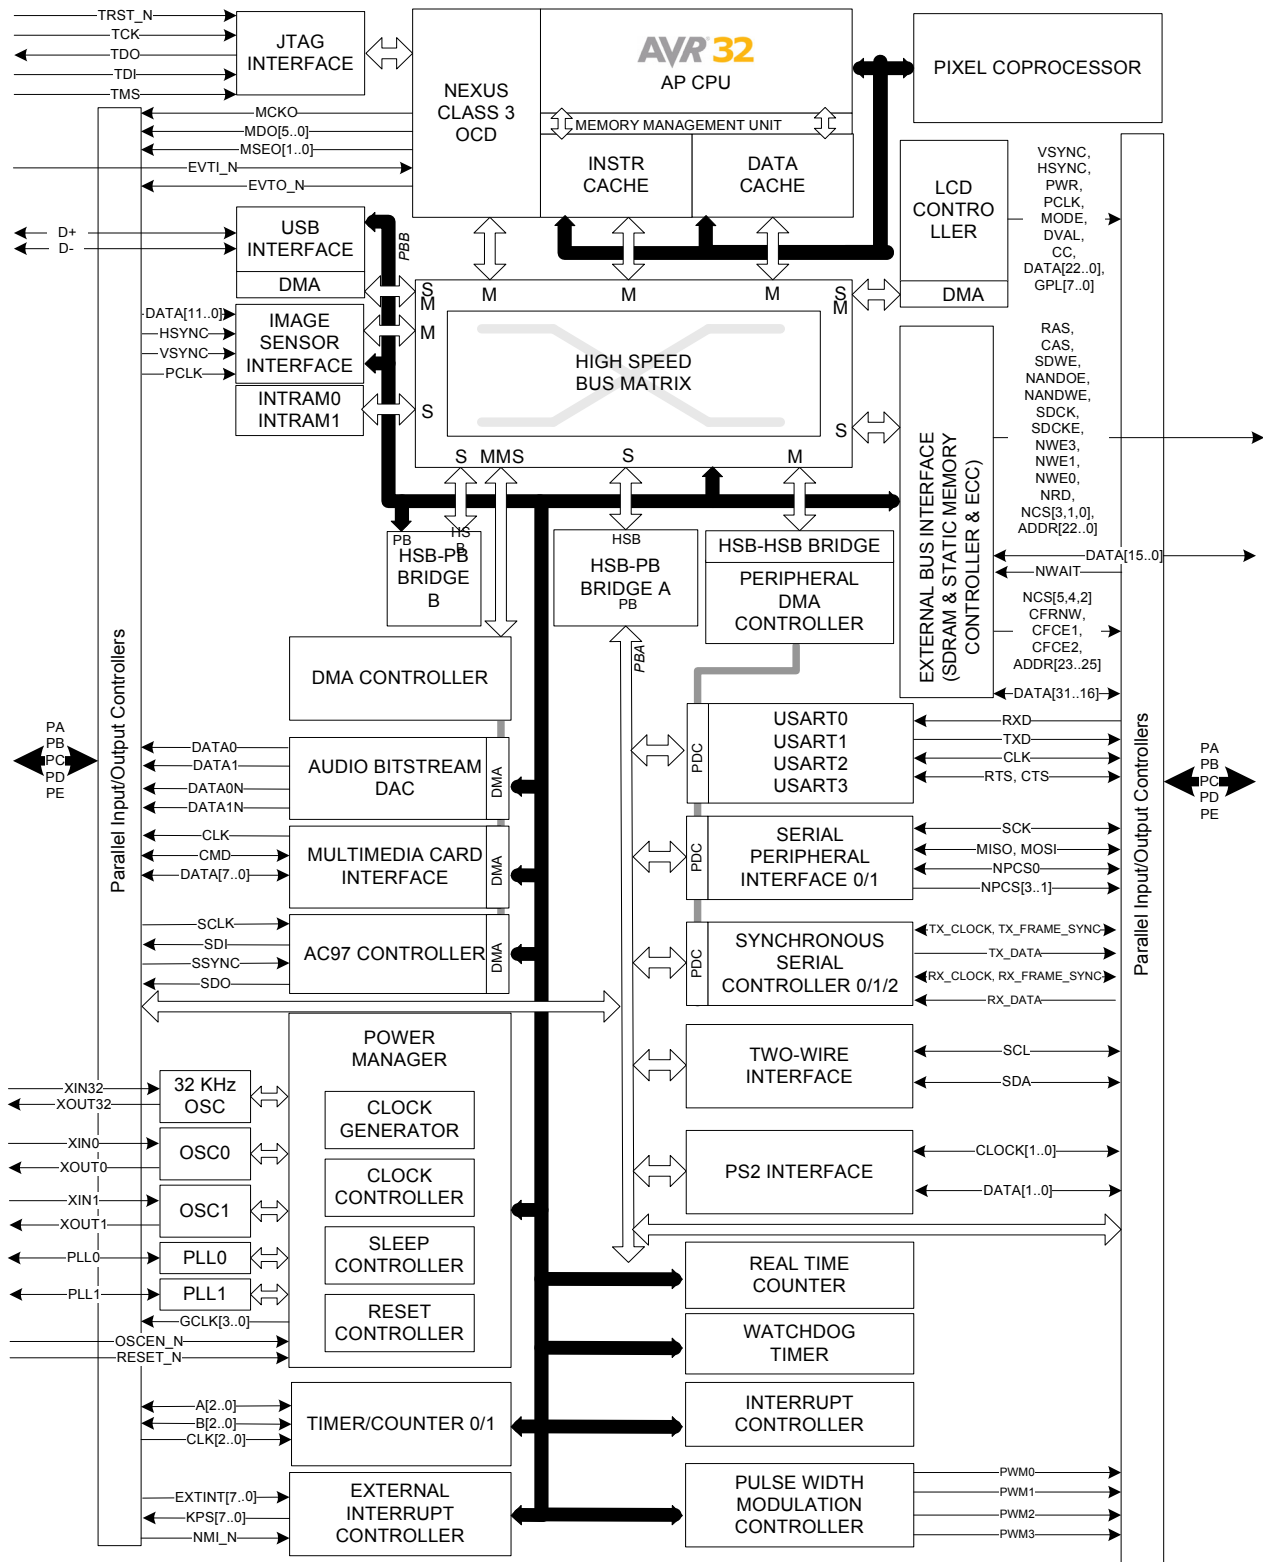 TRST_N
TCK
TDO
TDI
TMS
JTAG
INTERFACE
NEXUS
CLASS 3
OCD
AVR 32
AP CPU
PIXEL COPROCESSOR
MEMORY MANAGEMENT UNIT
INSTR
CACHE
DATA
CACHE
MCKO
MDO[5..0]
MSEO[1..0]
EVTI_N
EVTO_N
D+
D-
USB
INTERFACE
DMA
PBB
LCD
CONTRO
LLER
DMA
VSYNC,
HSYNC,
PWR,
PCLK,
MODE,
DVAL,
CC,
DATA[22..0],
GPL[7..0]
DATA[11..0]
HSYNC
VSYNC
PCLK
IMAGE
SENSOR
INTERFACE
INTRAM0
INTRAM1
S
M
M
S
M
M
M
S
M
S
HIGH SPEED
BUS MATRIX
S
MMS
S
M
EXTERNAL BUS INTERFACE
(SDRAM & STATIC MEMORY
CONTROLLER & ECC)
RAS,
CAS,
SDWE,
NANDOE,
NANDWE,
SDCK,
SDCKE,
NWE3,
NWE1,
NWE0,
NRD,
NCS[3,1,0],
ADDR[22..0]
DATA[15..0]
NWAIT
NCS[5,4,2]
CFRNW,
CFCE1,
CFCE2,
ADDR[23..25]
DATA[31..16]
PB
HS
B
HSB-PB
BRIDGE
B
HSB
HSB-PB
BRIDGE A
PB
HSB-HSB BRIDGE
PERIPHERAL
DMA
CONTROLLER
PBA
Parallel Input/Output Controllers
PA
PB
PC
PD
PE
DMA CONTROLLER
DATA0
DATA1
DATA0N
DATA1N
AUDIO BITSTREAM
DAC
DMA
CLK
CMD
DATA[7..0]
MULTIMEDIA CARD
INTERFACE
DMA
SCLK
SDI
SSYNC
SDO
AC97 CONTROLLER
DMA
PDC
USART0
USART1
USART2
USART3
RXD
TXD
CLK
RTS, CTS
PDC
SERIAL
PERIPHERAL
INTERFACE 0/1
SCK
MISO, MOSI
NPCS0
NPCS[3..1]
PDC
SYNCHRONOUS
SERIAL
CONTROLLER 0/1/2
TX_CLOCK, TX_FRAME_SYNC
TX_DATA
RX_CLOCK, RX_FRAME_SYNC
RX_DATA
Parallel Input/Output Controllers
PA
PB
PC
PD
PE
POWER
MANAGER
CLOCK
GENERATOR
CLOCK
CONTROLLER
SLEEP
CONTROLLER
RESET
CONTROLLER
XIN32
XOUT32
32 KHz
OSC
XIN0
XOUT0
OSC0
XIN1
XOUT1
OSC1
PLL0
PLL0
PLL1
PLL1
GCLK[3..0]
OSCEN_N
RESET_N
TWO-WIRE
INTERFACE
SCL
SDA
PS2 INTERFACE
CLOCK[1..0]
DATA[1..0]
REAL TIME
COUNTER
WATCHDOG
TIMER
INTERRUPT
CONTROLLER
A[2..0]
B[2..0]
CLK[2..0]
TIMER/COUNTER 0/1
EXTINT[7..0]
KPS[7..0]
NMI_N
EXTERNAL
INTERRUPT
CONTROLLER
PULSE WIDTH
MODULATION
CONTROLLER
PWM0
PWM1
PWM2
PWM3